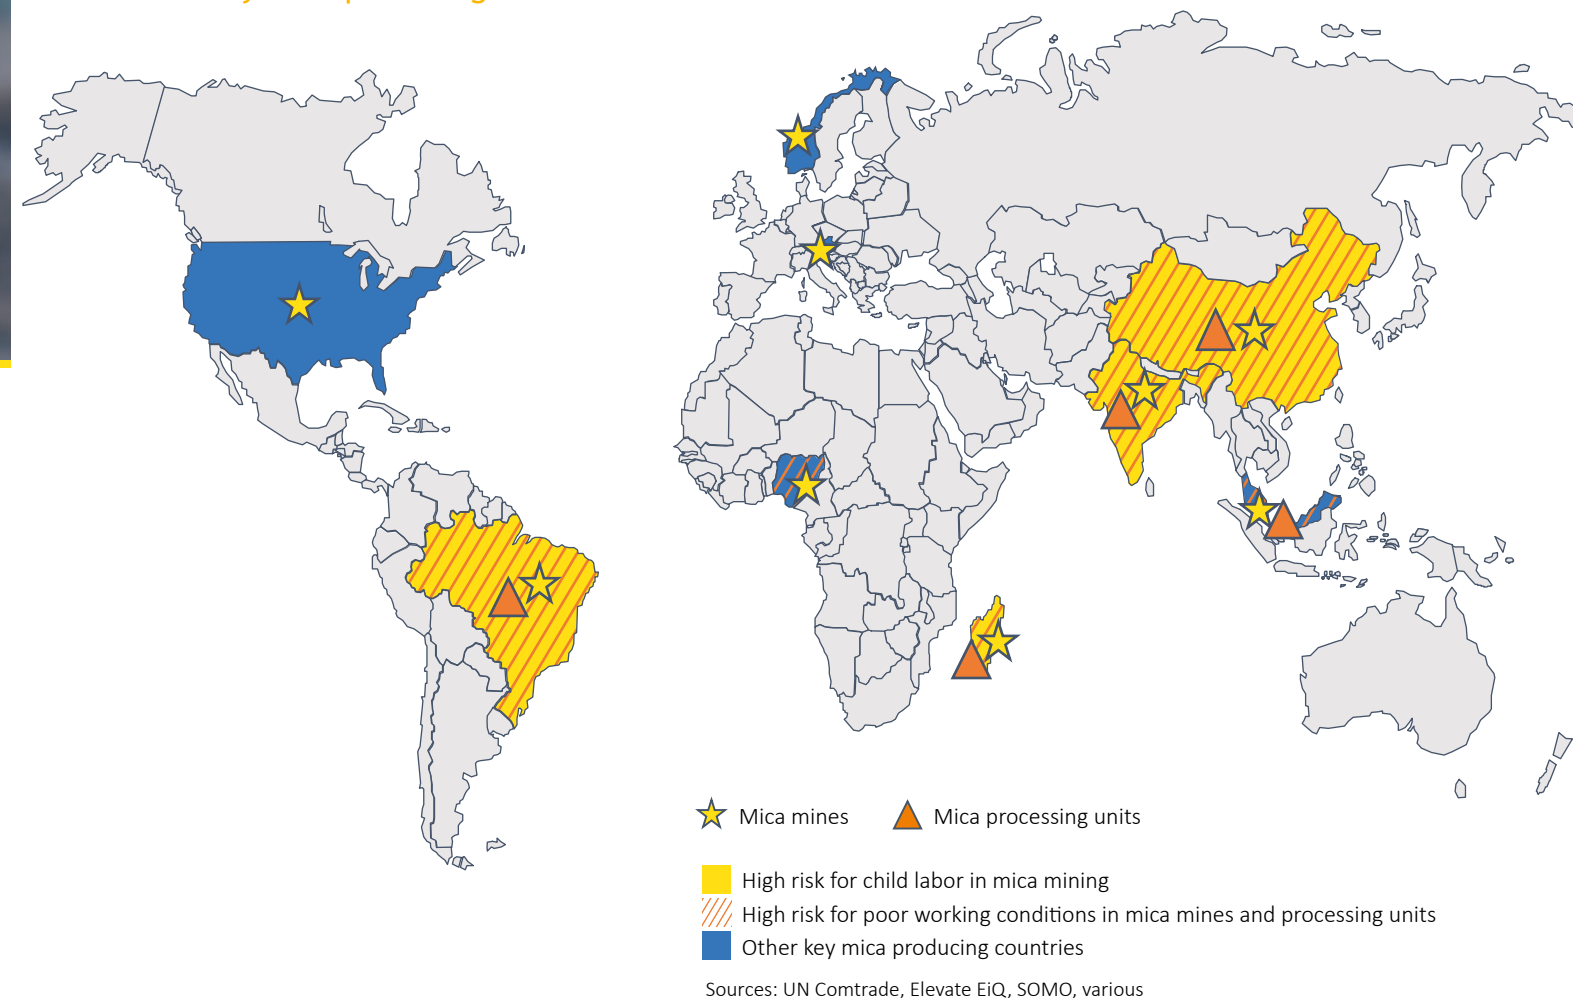 Mica mines
Mica processing units
High risk for child labor in mica mining
High risk for poor working conditions in mica mines and processing units
Other key mica producing countries
Sources: UN Comtrade, Elevate EiQ, SOMO, various